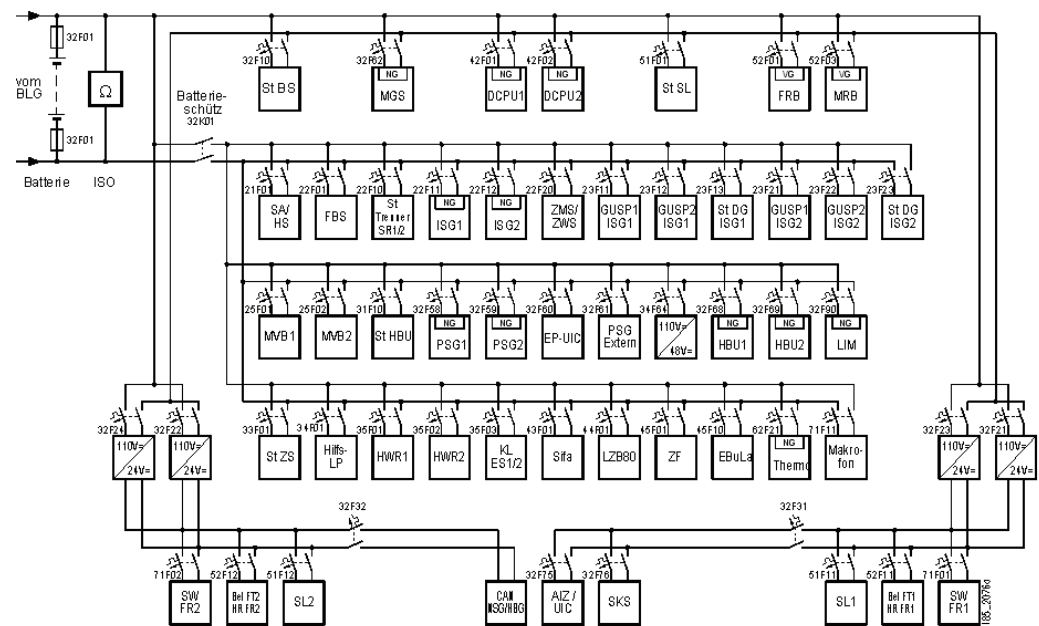 32F01
vom
BLG
32F01
Batterie
ISO
Ω
Batterie-
schütz
32K01
32F10
32F62
42F01
42F02
51F01
52F01
52F03
St BS
NG
MGS
NG
DCPU1
NG
DCPU2
St SL
VG
FRB
VG
MRB
21F01
22F01
22F10
22F11
22F12
22F20
23F11
23F12
23F13
23F21
23F22
23F23
SA/
HS
FBS
St
Trenner
SR1/2
NG
ISG1
NG
ISG2
ZMS/
ZWS
GUSP1
ISG1
GUSP2
ISG1
St DG
ISG1
GUSP1
ISG2
GUSP2
ISG2
St DG
ISG2
25F01
25F02
31F10
32F58
32F59
32F60
32F61
34F64
32F68
32F69
32F90
MVB1
MVB2
St HBU
NG
PSG1
NG
PSG2
EP-UIC
PSG
Extern
110V=
48V=
NG
HBU1
NG
HBU2
NG
LIM
32F24
32F22
33F01
34F01
35F01
35F02
35F03
43F01
44F01
45F01
45F10
62F21
71F11
32F23
32F21
110V=
24V=
110V=
24V=
St ZS
Hilfs-
LP
HWR1
HWR2
KL
ES1/2
Sifa
LZB80
ZF
EBuLa
NG
Thermo
Makro-
fon
110V=
24V=
110V=
24V=
32F32
32F31
71F02
52F12
51F12
32F75
32F76
51F11
52F11
71F01
SW
FR2
Bel FT2
HR FR2
SL2
CAN
NSG/HBG
AIZ /
UIC
SKS
SL1
Bel FT1
HR FR1
SW
FR1
185_2076d